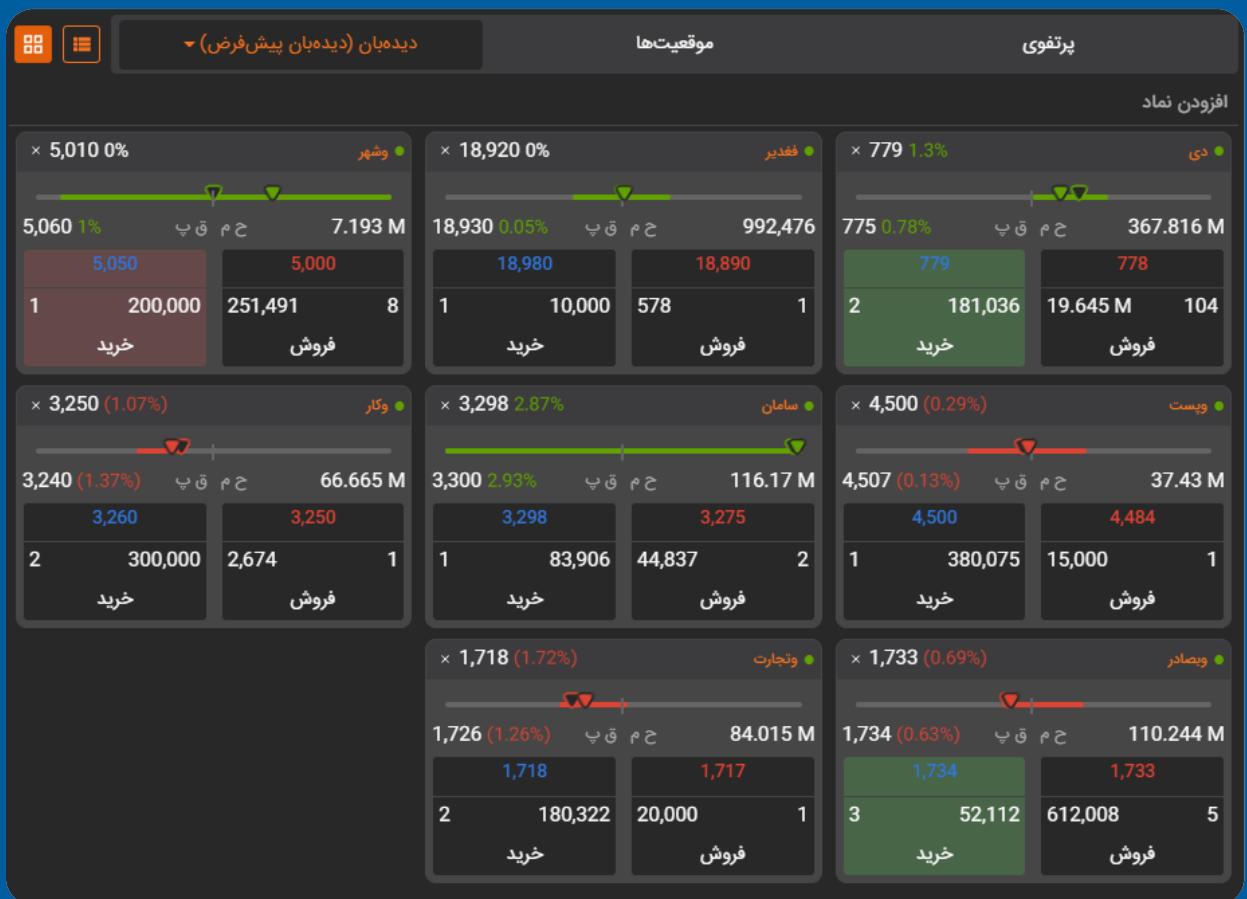 پرتفوی
موقعیت‌ها
دیده‌بان (دیده‌بان پیش‌فرض)
افزودن نماد
دی
779 1.3% ×
367.816 M
ح م ق پ
775 0.78%
778
779
19.645 M 104
2 181,036
فروش
خرید
فغدیر
18,920 0% ×
992,476
ح م ق پ
18,930 0.05%
18,890
18,980
578 1
1 10,000
فروش
خرید
وشهر
5,010 0% ×
7.193 M
ح م ق پ
5,060 1%
5,000
5,050
251,491 8
1 200,000
فروش
خرید
وپست
4,500 (0.29%) ×
37.43 M
ح م ق پ
4,507 (0.13%)
4,484
4,500
15,000 1
1 380,075
فروش
خرید
سامان
3,298 2.87% ×
116.17 M
ح م ق پ
3,300 2.93%
3,275
3,298
44,837 2
1 83,906
فروش
خرید
وکار
3,250 (1.07%) ×
66.665 M
ح م ق پ
3,240 (1.37%)
3,250
3,260
2,674 1
2 300,000
فروش
خرید
وبصادر
1,733 (0.69%) ×
110.244 M
ح م ق پ
1,734 (0.63%)
1,733
1,734
612,008 5
3 52,112
فروش
خرید
وتجارت
1,718 (1.72%) ×
84.015 M
ح م ق پ
1,726 (1.26%)
1,717
1,718
20,000 1
2 180,322
فروش
خرید